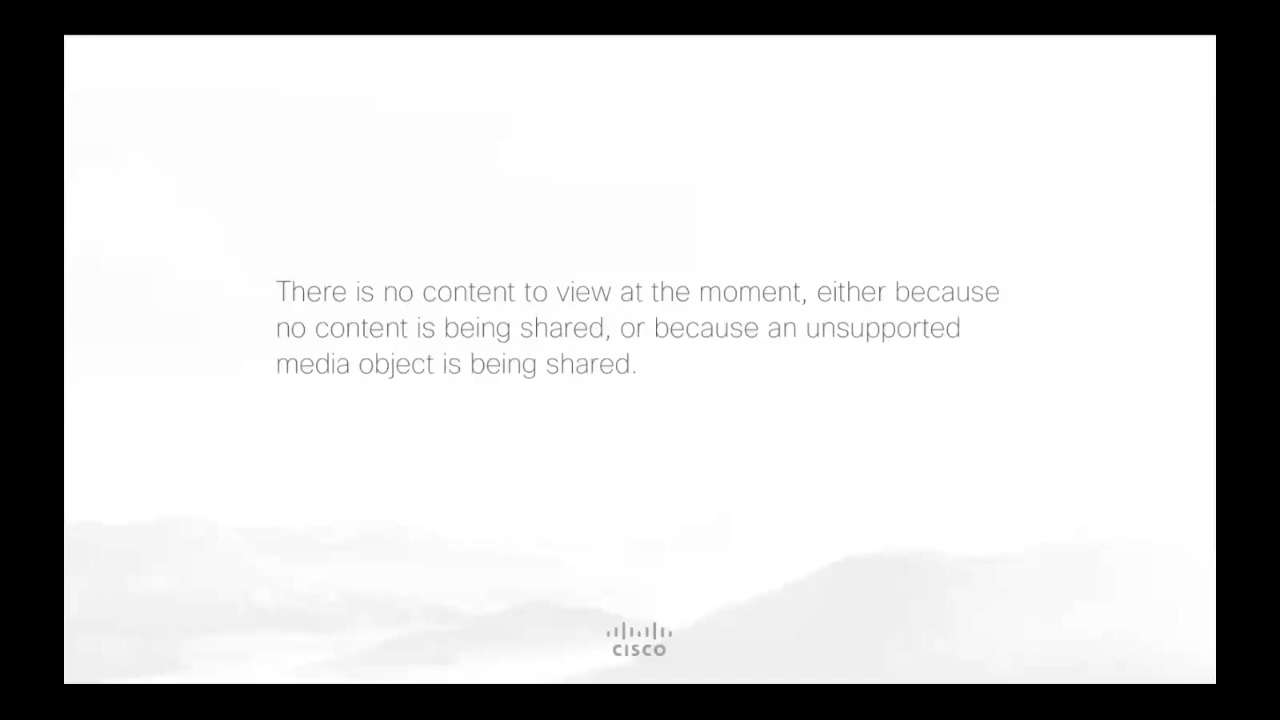 There is no content to view at the moment, either because
no content is being shared, or because an unsupported
media object is being shared.
CISCO